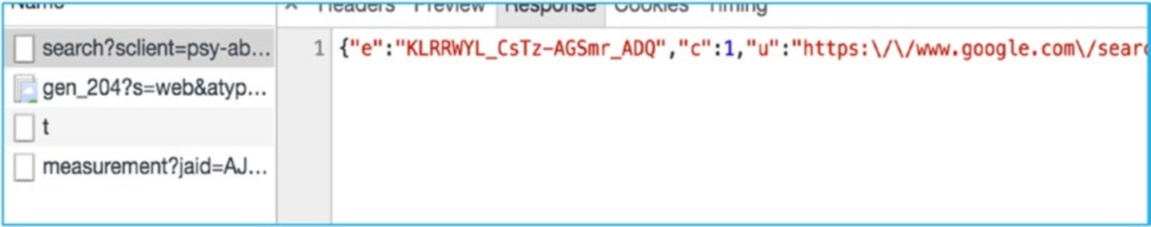 Name
× Headers Preview Response Cookies Timing
search?sclient=psy-ab...
gen_204?s=web&atyp...
t
measurement?jaid=AJ...
1 {"e":"KLRRWYL_CsTz-AGSmr_ADQ","c":1,"u":"https:\/\/www.google.com\/searc